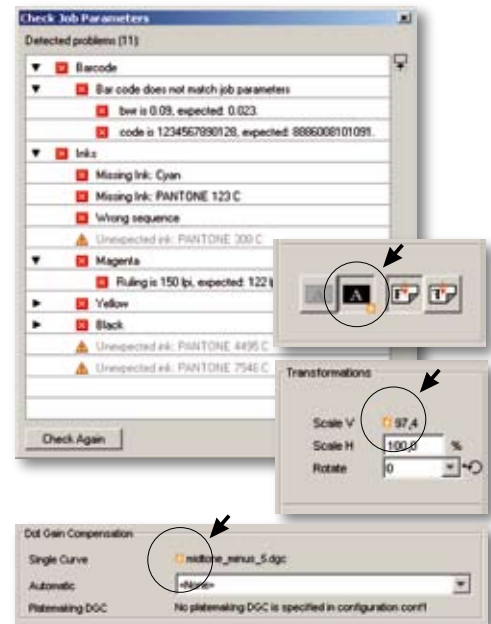 Check Job Parameters
Detected problems (11):
Barcode
Bar code does not match job parameters
bwr is 0.09, expected: 0.023.
code is 1234567890128, expected: 8886008101091.
Inks
Missing Ink: Cyan
Missing Ink: PANTONE 123 C
Wrong sequence
Unexpected ink: PANTONE 300 C
Magenta
Ruling is 150 lpi, expected: 122
Yellow
Black
Unexpected ink: PANTONE 4495 C
Unexpected ink: PANTONE 7546 C
Check Again
A
Transformations
Scale V 97,4
Scale H 100,0 %
Rotate 0
Dot Gain Compensation
Single Curve midtone_minus_5.dgc
Automatic <None>
Platemaking DGC No platemaking DGC is specified in configuration